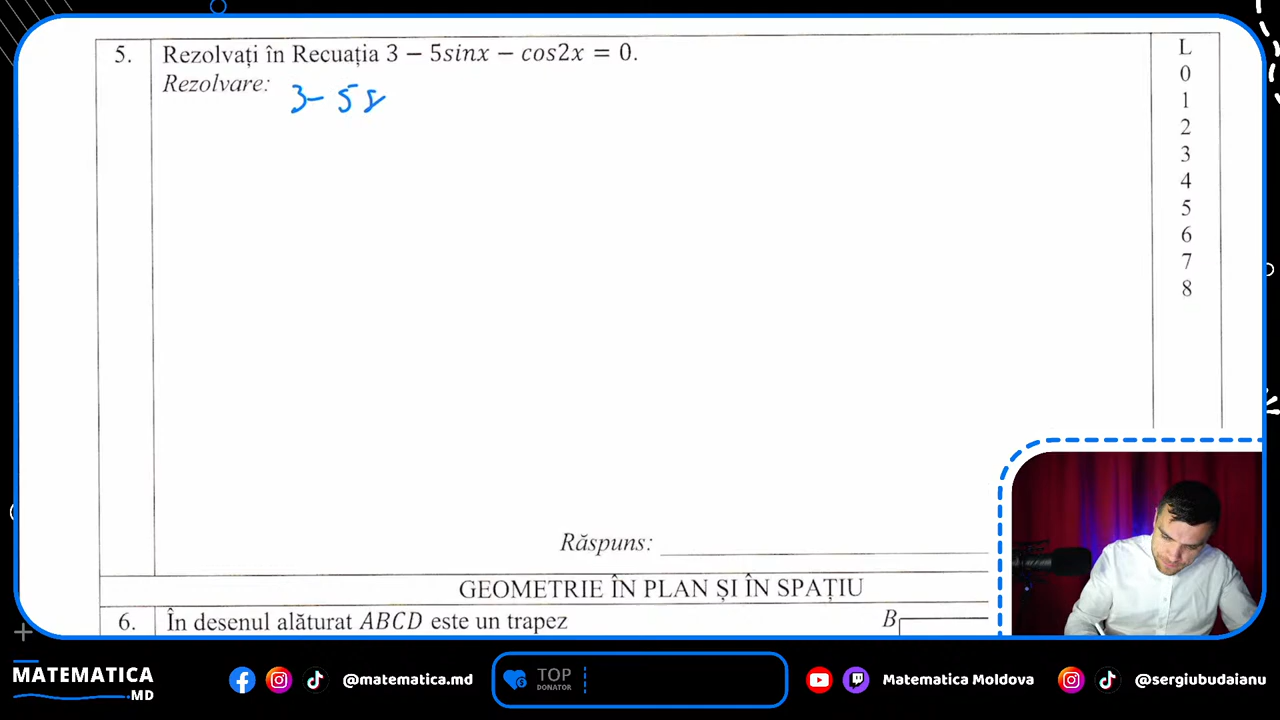 5. Rezolvați în Recuația 3 − 5sinx − cos2x = 0.
Rezolvare: 3 - 5 s
L
0
1
2
3
4
5
6
7
8
Răspuns:
GEOMETRIE ÎN PLAN ȘI ÎN SPAȚIU
6. În desenul alăturat ABCD este un trapez
B
MATEMATICA
.MD
@matematica.md
TOP
DONATOR
Matematica Moldova
@sergiubudaianu